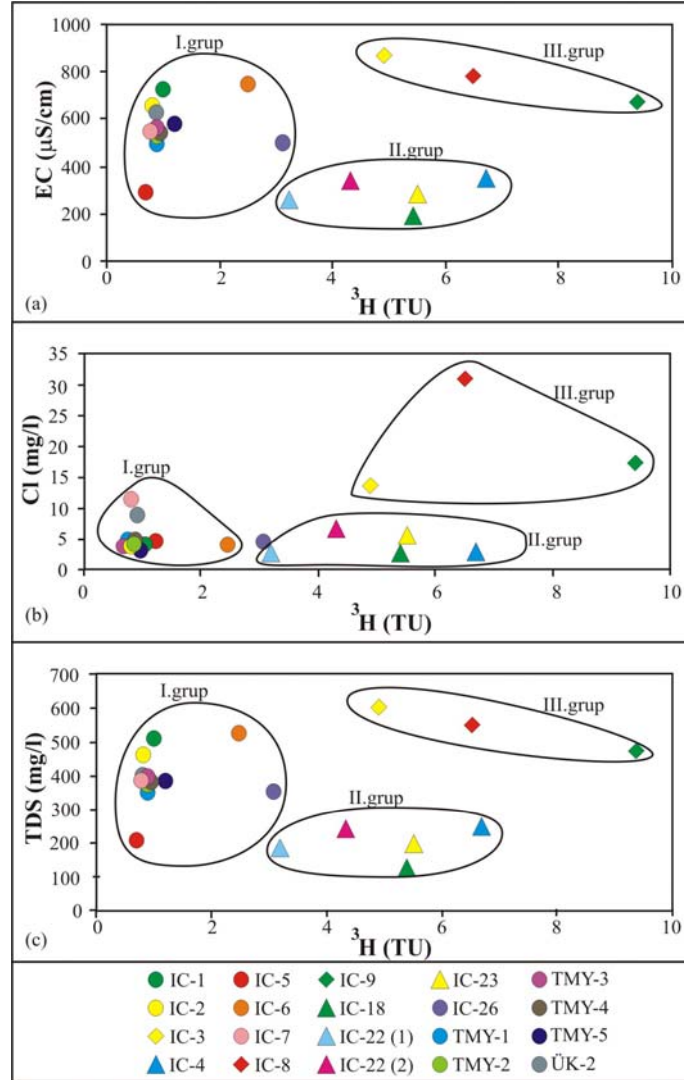 1000
800
600
400
200
0
EC (µS/cm)
I.grup
III.grup
II.grup
0 2 4 6 8 10
(a)
³H (TU)
35
30
25
20
15
10
5
0
Cl (mg/l)
III.grup
I.grup
II.grup
0 2 4 6 8 10
(b)
³H (TU)
700
600
500
400
300
200
100
0
TDS (mg/l)
I.grup
III.grup
II.grup
0 2 4 6 8 10
(c)
³H (TU)
IC-1 IC-5 IC-9 IC-23 TMY-3
IC-2 IC-6 IC-18 IC-26 TMY-4
IC-3 IC-7 IC-22 (1) TMY-1 TMY-5
IC-4 IC-8 IC-22 (2) TMY-2 ÜK-2